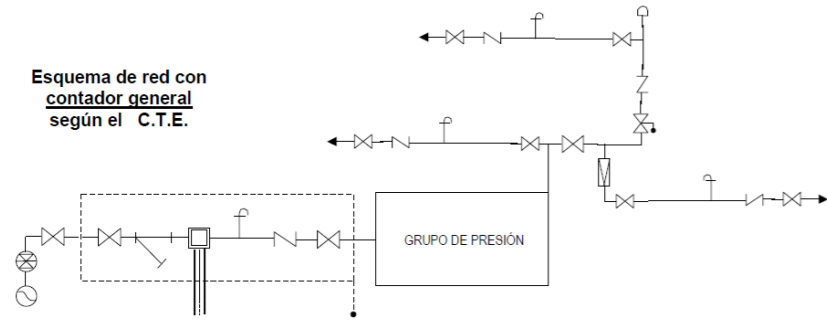 Esquema de red con
contador general
según el C.T.E.
GRUPO DE PRESIÓN